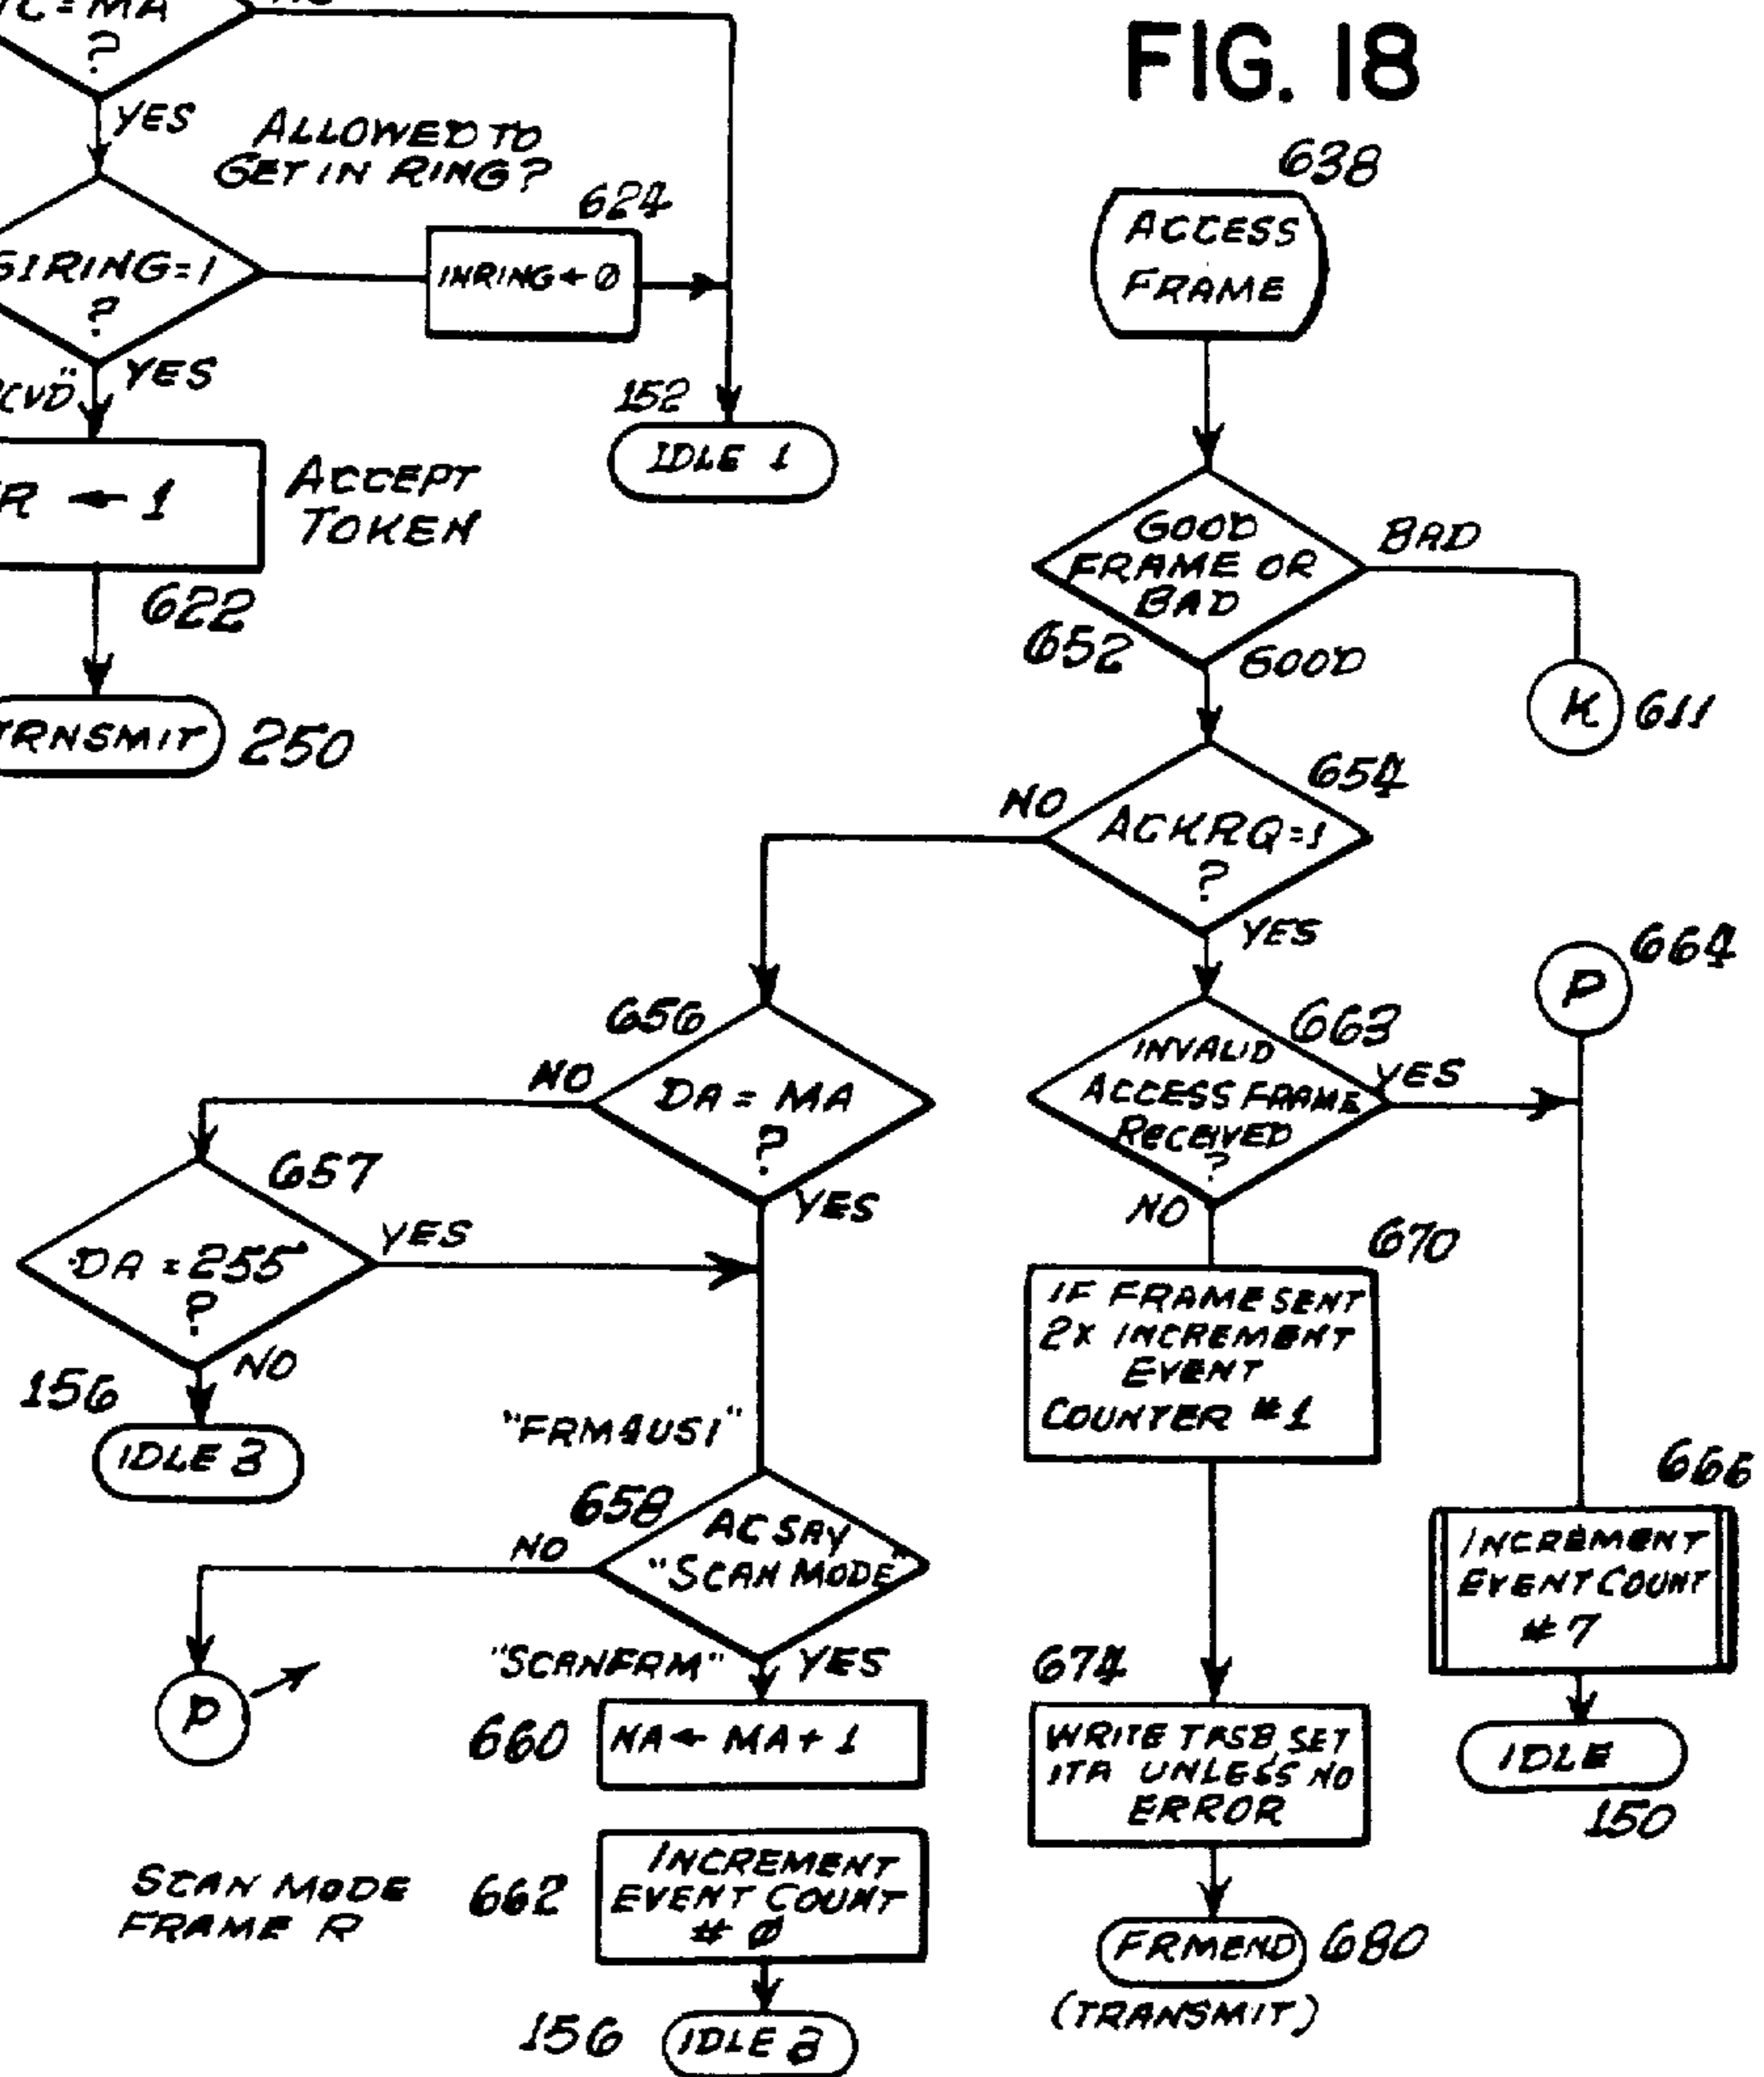 FIG. 18
?
YES
ALLOWED TO
GET IN RING?
624
INRING ← 0
GIRING=1
?
YES
152
IDLE 1
R ← 1
ACCEPT
TOKEN
622
250
638
ACCESS
FRAME
GOOD
FRAME OR
BAD
BAD
652
GOOD
K
611
654
NO
ACKRQ=1
?
YES
664
P
656
NO
DA = MA
?
YES
663
INVALID
ACCESS FRAME
RECEIVED
?
YES
NO
657
DA = 255
?
YES
NO
156
IDLE 3
670
IF FRAME SENT
2X INCREMENT
EVENT
COUNTER #1
658
AC SAY
"SCAN MODE"
NO
"SCANFRM"
YES
P
660
NA ← MA + 1
666
INCREMENT
EVENT COUNT
#7
IDLE
150
674
WRITE TPSB, SET
ITA UNLESS NO
ERROR
SCAN MODE
FRAME R
662
INCREMENT
EVENT COUNT
# 0
FRMEND
680
(TRANSMIT)
156
IDLE 3